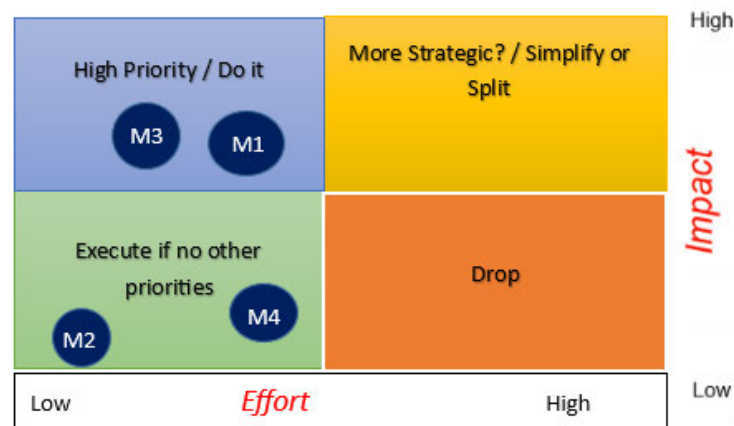 High
High Priority / Do it
More Strategic? / Simplify or
Split
M3
M1
Impact
Execute if no other
priorities
Drop
M2
M4
Low
Effort
High
Low